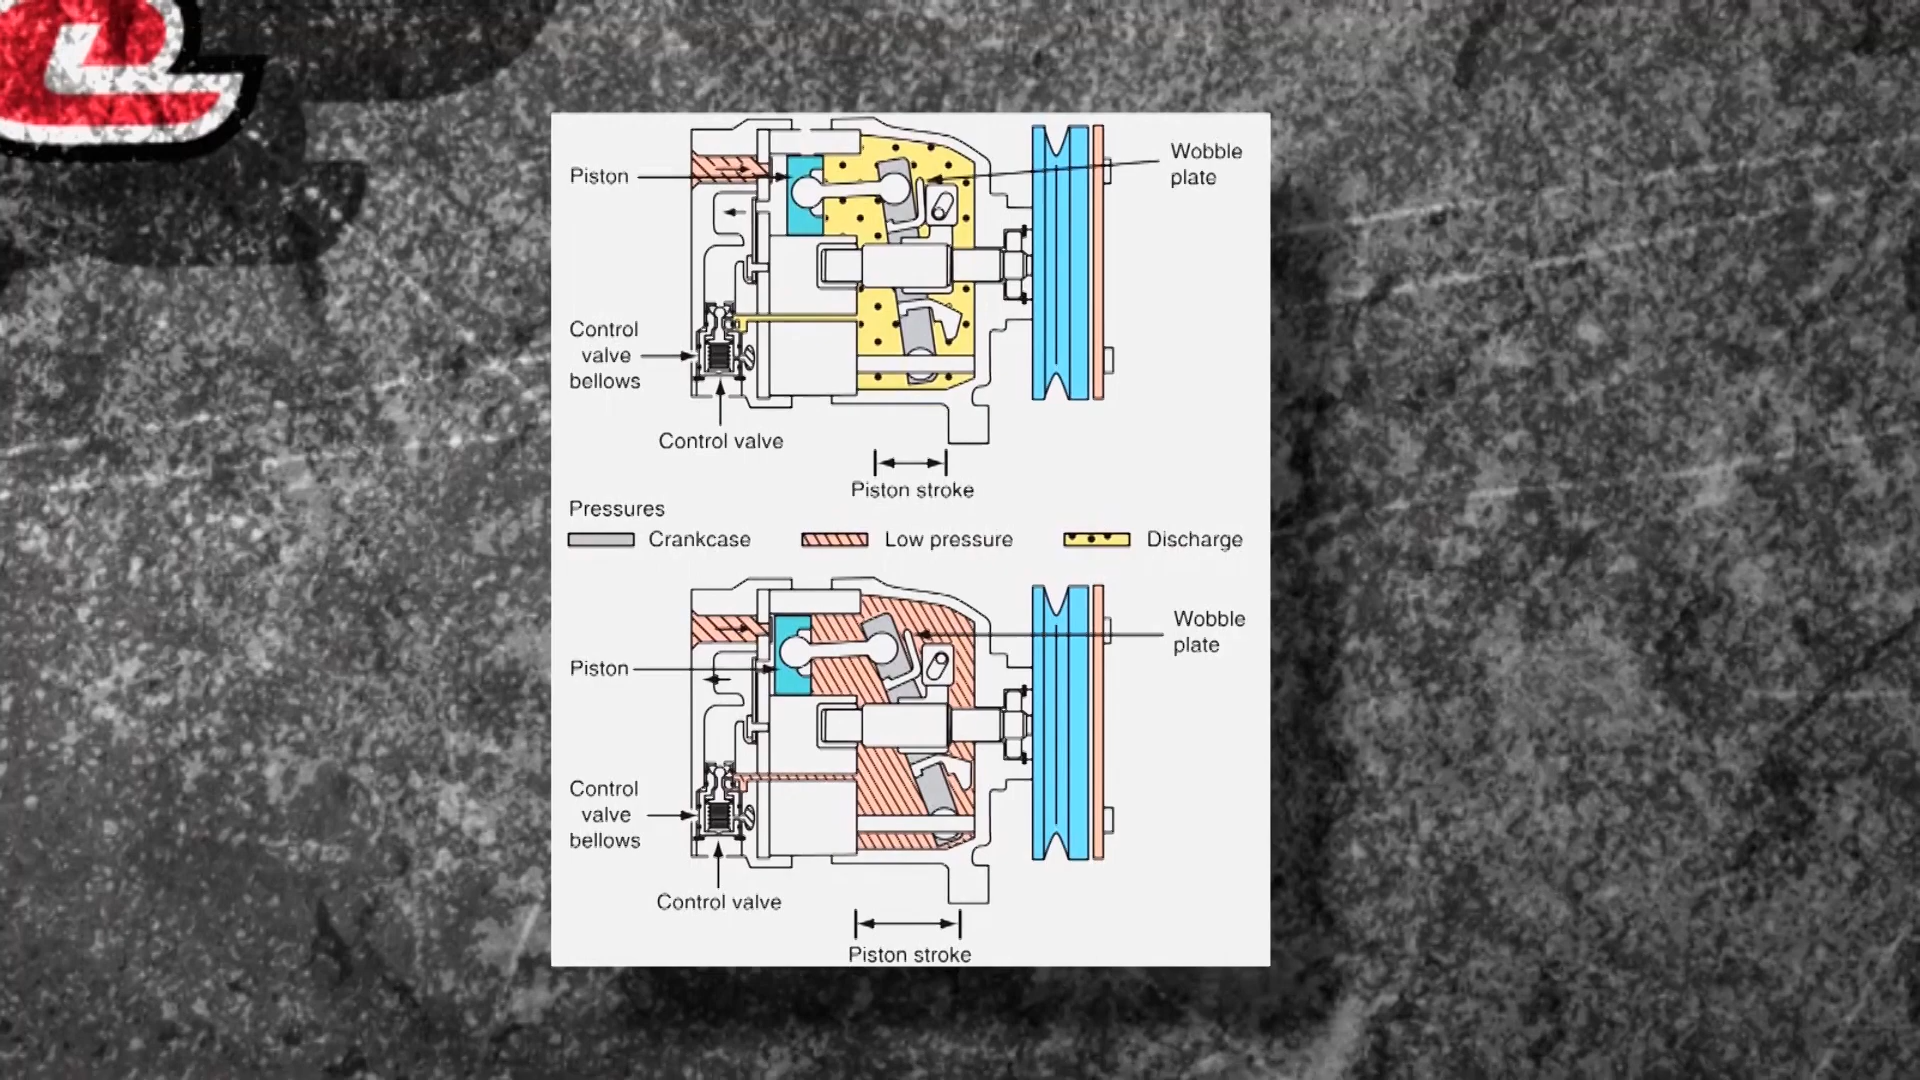 Wobble
plate
Piston
Control
valve
bellows
Control valve
Piston stroke
Pressures
Crankcase
Low pressure
Discharge
Wobble
plate
Piston
Control
valve
bellows
Control valve
Piston stroke